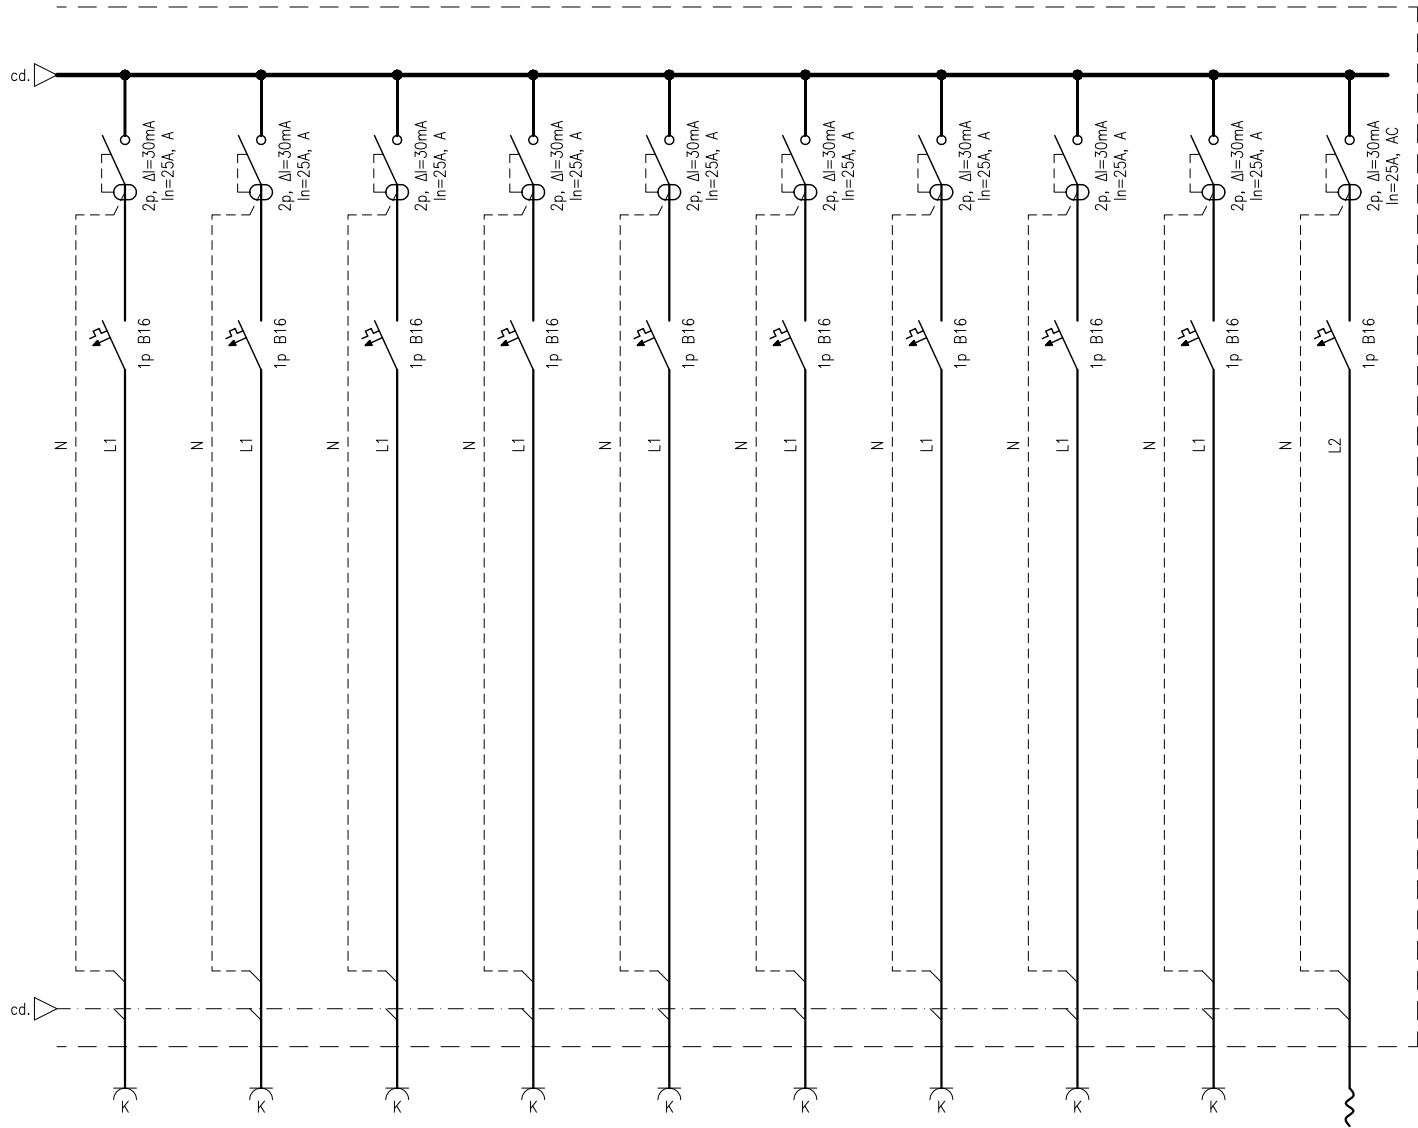 cd.
2p, ΔI=30mA
In=25A, A
2p, ΔI=30mA
In=25A, A
2p, ΔI=30mA
In=25A, A
2p, ΔI=30mA
In=25A, A
2p, ΔI=30mA
In=25A, A
2p, ΔI=30mA
In=25A, A
2p, ΔI=30mA
In=25A, A
2p, ΔI=30mA
In=25A, A
2p, ΔI=30mA
In=25A, A
2p, ΔI=30mA
In=25A, AC
1p B16
1p B16
1p B16
1p B16
1p B16
1p B16
1p B16
1p B16
1p B16
1p B16
N
L1
N
L1
N
L1
N
L1
N
L1
N
L1
N
L1
N
L1
N
L1
N
L2
cd.
K
K
K
K
K
K
K
K
K